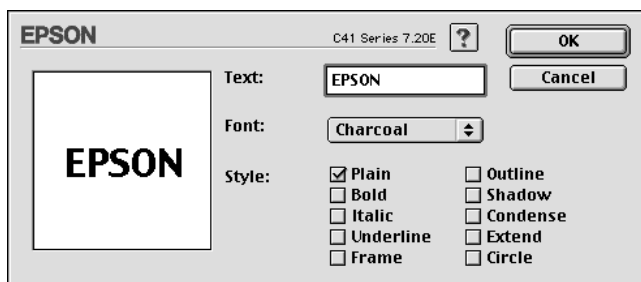 EPSON C41 Series 7.20E ? OK
Text: EPSON Cancel
Font: Charcoal
EPSON
Style: Plain Outline
Bold Shadow
Italic Condense
Underline Extend
Frame Circle